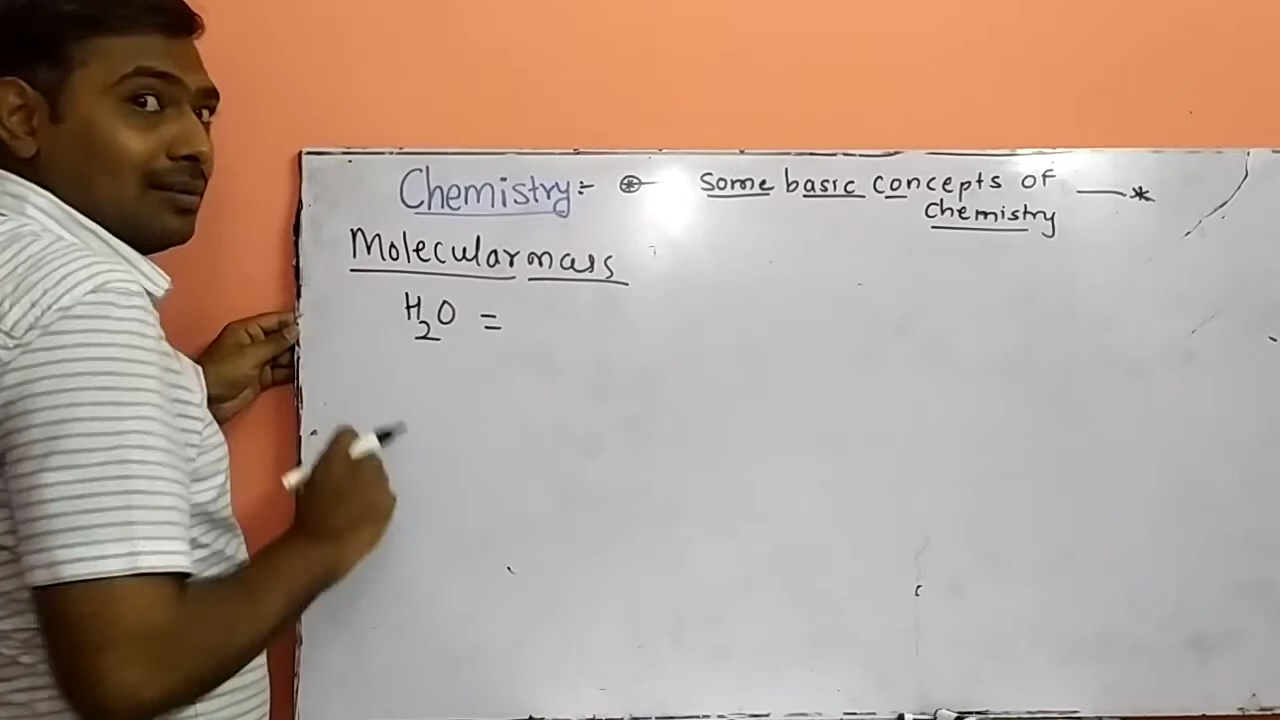 Chemistry:- Some basic concepts of
chemistry
Molecular mass
H₂O =